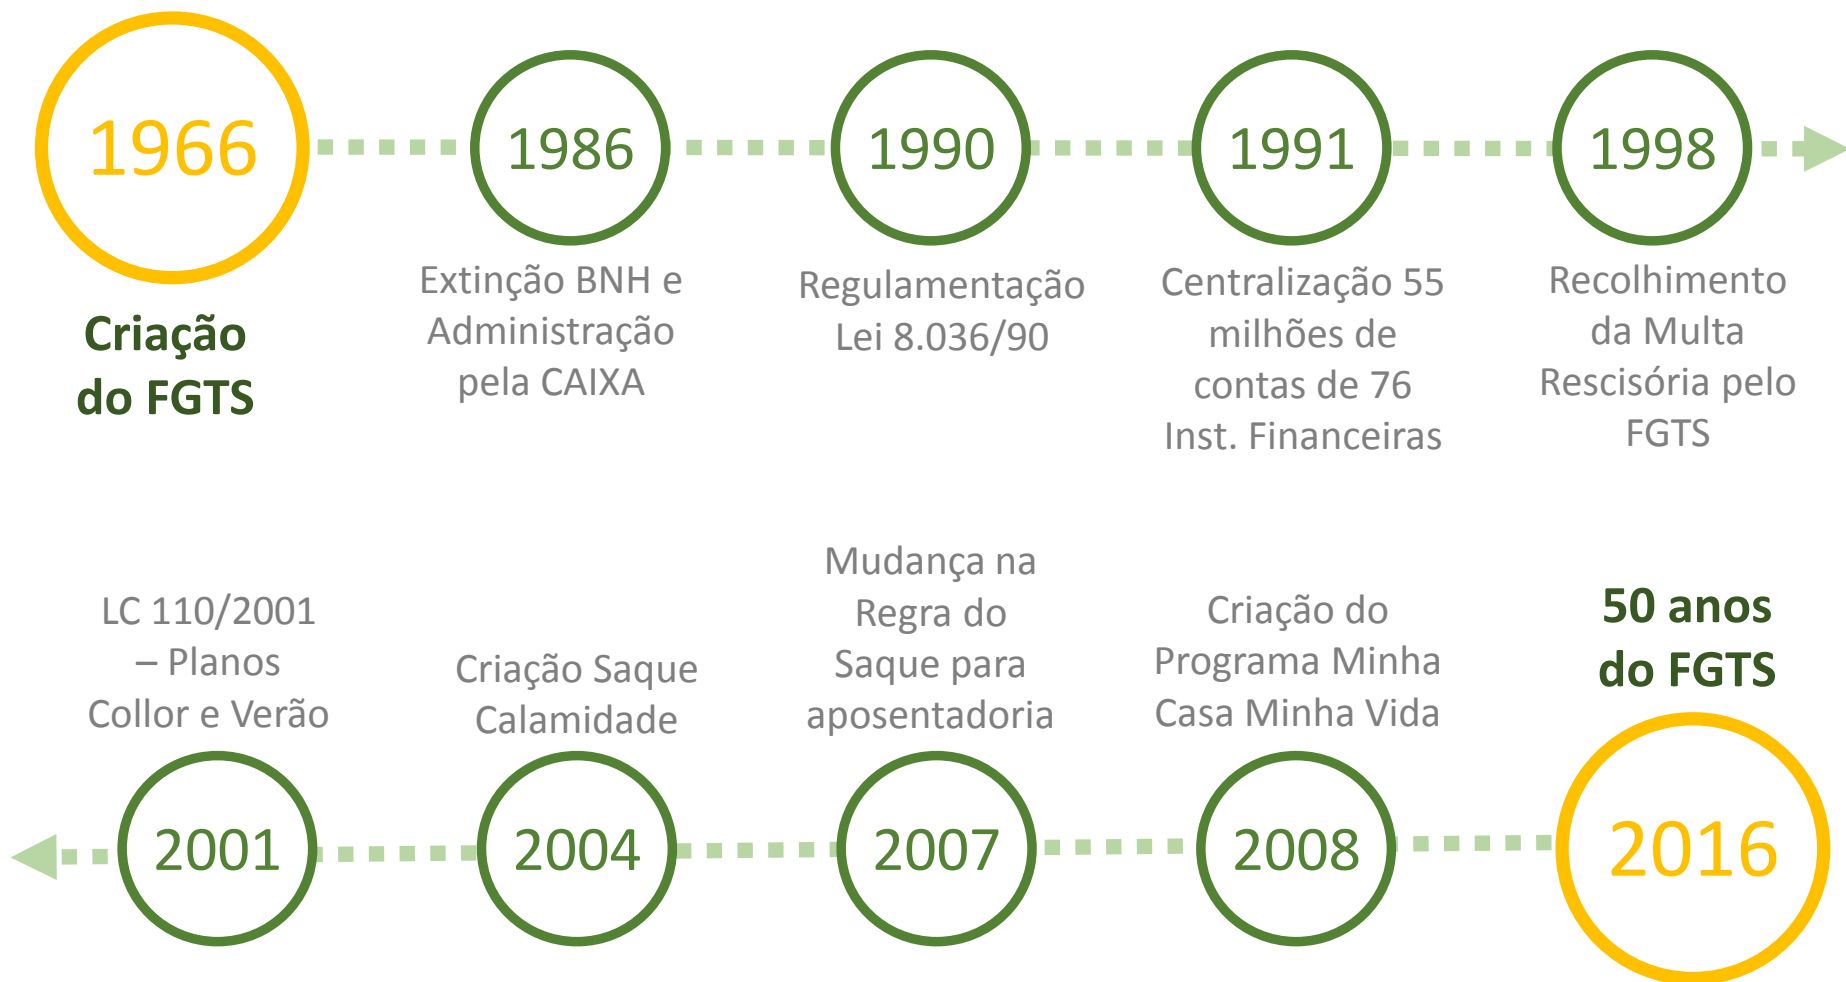 1966
Criação
do FGTS
1986
Extinção BNH e
Administração
pela CAIXA
1990
Regulamentação
Lei 8.036/90
1991
Centralização 55
milhões de
contas de 76
Inst. Financeiras
1998
Recolhimento
da Multa
Rescisória pelo
FGTS
LC 110/2001
– Planos
Collor e Verão
2001
Criação Saque
Calamidade
2004
Mudança na
Regra do
Saque para
aposentadoria
2007
Criação do
Programa Minha
Casa Minha Vida
2008
50 anos
do FGTS
2016